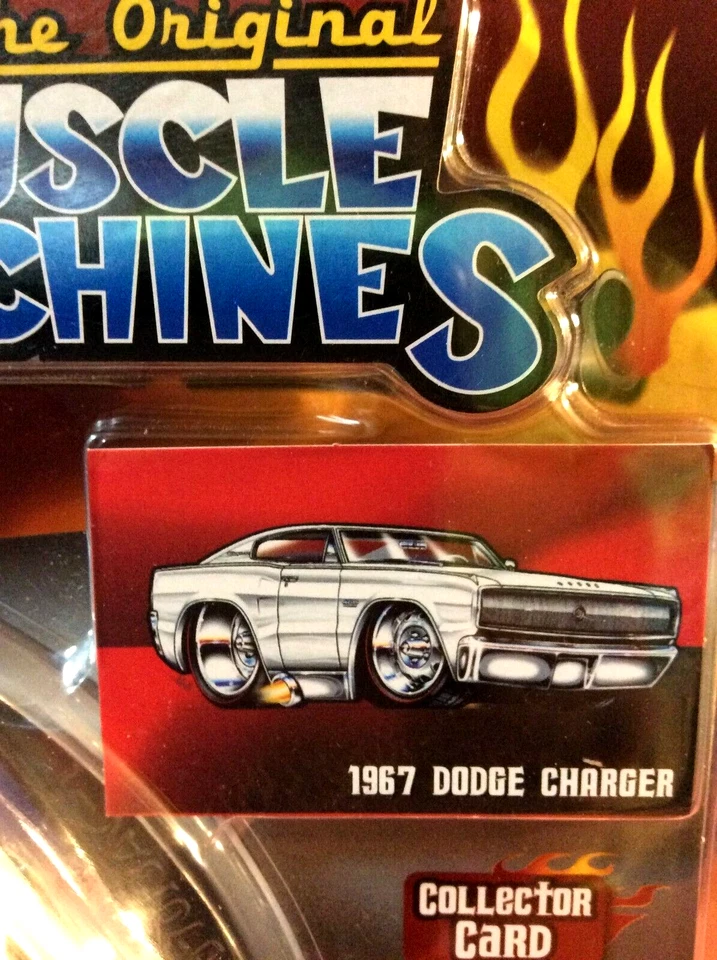 he Original
USCLE
CHINES
1967 DODGE CHARGER
COLLECTOR
CARD